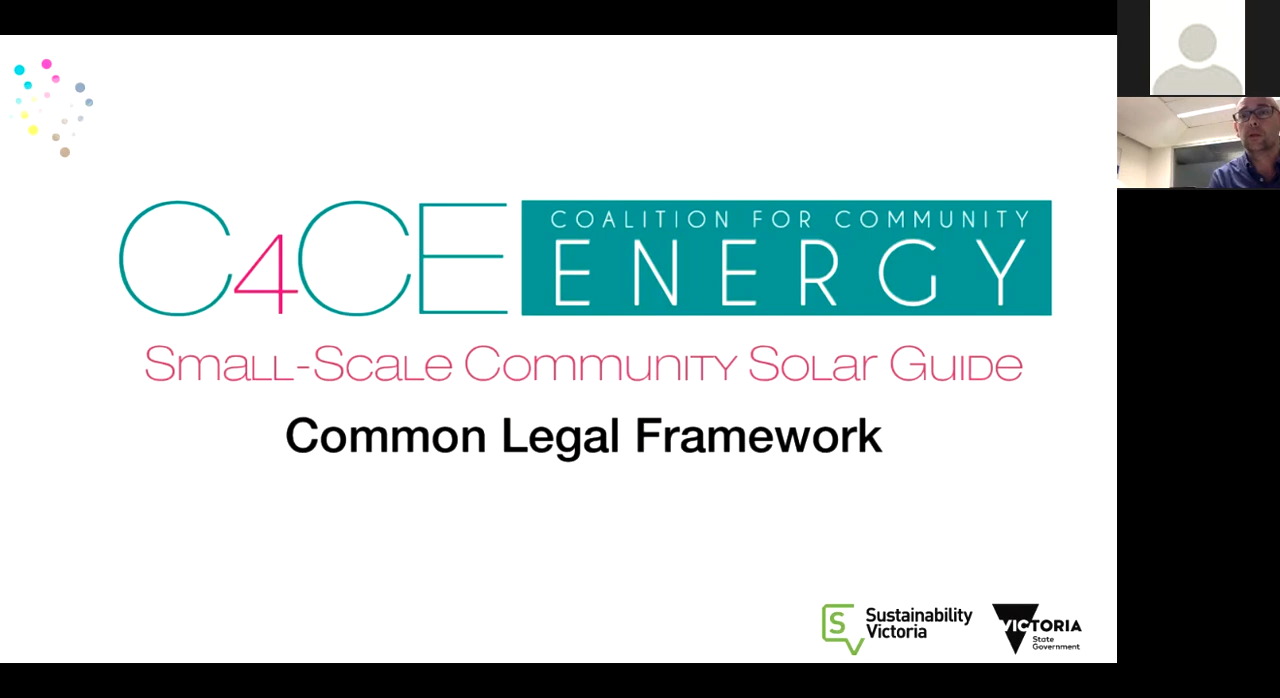 C4CE
COALITION FOR COMMUNITY
ENERGY
Small-Scale Community Solar Guide
Common Legal Framework
S
Sustainability
Victoria
VICTORIA
State
Government